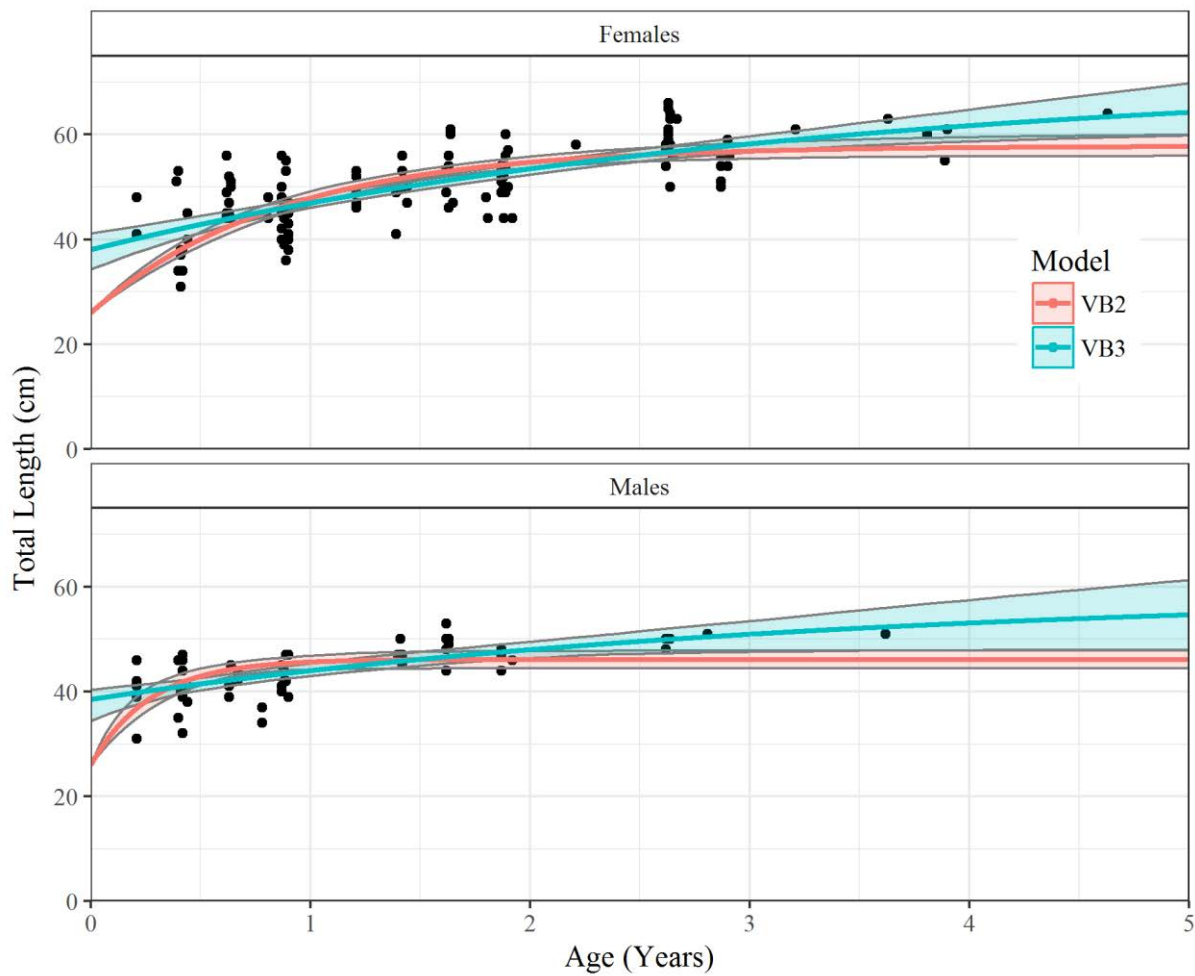 Females
60
40
20
0
Model
VB2
VB3
Total Length (cm)
Males
60
40
20
0
0 1 2 3 4 5
Age (Years)